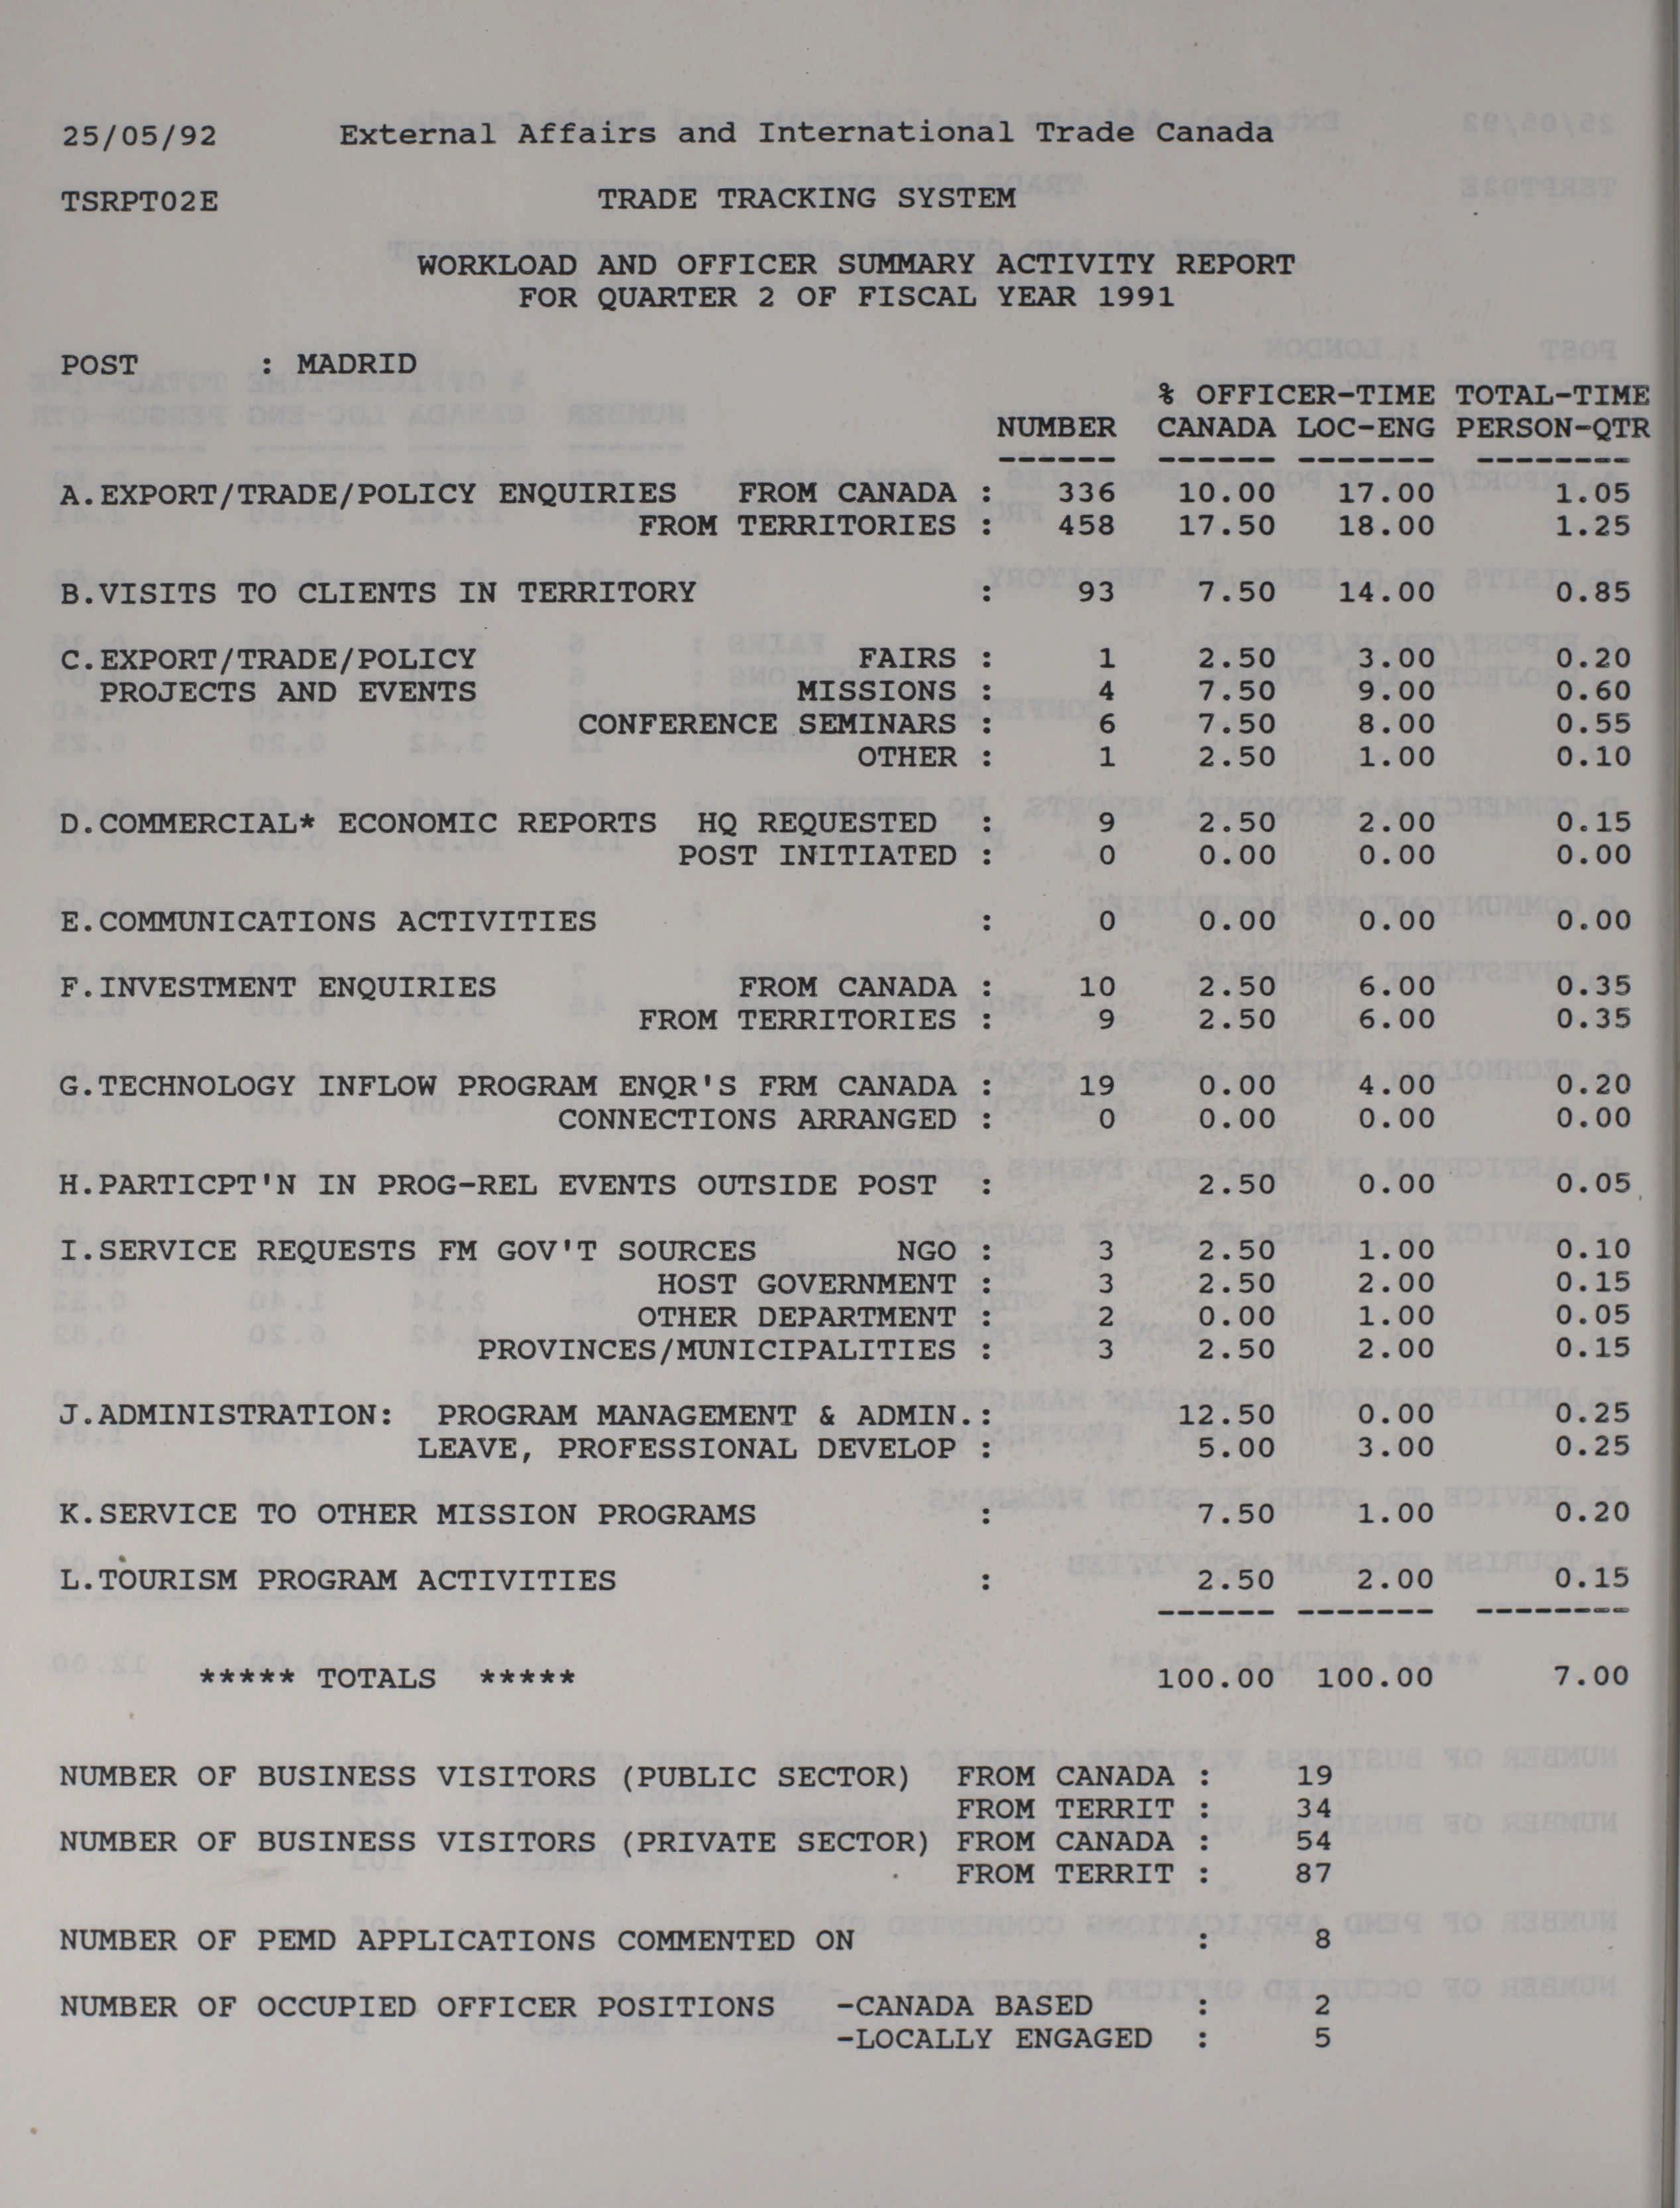 25/05/92 External Affairs and International Trade Canada
TSRPT02E TRADE TRACKING SYSTEM
WORKLOAD AND OFFICER SUMMARY ACTIVITY REPORT
FOR QUARTER 2 OF FISCAL YEAR 1991
POST : MADRID
% OFFICER-TIME TOTAL-TIME
NUMBER CANADA LOC-ENG PERSON-QTR
------ ------ ------- --------
A.EXPORT/TRADE/POLICY ENQUIRIES FROM CANADA : 336 10.00 17.00 1.05
FROM TERRITORIES : 458 17.50 18.00 1.25
B.VISITS TO CLIENTS IN TERRITORY : 93 7.50 14.00 0.85
C.EXPORT/TRADE/POLICY FAIRS : 1 2.50 3.00 0.20
PROJECTS AND EVENTS MISSIONS : 4 7.50 9.00 0.60
CONFERENCE SEMINARS : 6 7.50 8.00 0.55
OTHER : 1 2.50 1.00 0.10
D.COMMERCIAL* ECONOMIC REPORTS HQ REQUESTED : 9 2.50 2.00 0.15
POST INITIATED : 0 0.00 0.00 0.00
E.COMMUNICATIONS ACTIVITIES : 0 0.00 0.00 0.00
F.INVESTMENT ENQUIRIES FROM CANADA : 10 2.50 6.00 0.35
FROM TERRITORIES : 9 2.50 6.00 0.35
G.TECHNOLOGY INFLOW PROGRAM ENQR'S FRM CANADA : 19 0.00 4.00 0.20
CONNECTIONS ARRANGED : 0 0.00 0.00 0.00
H.PARTICPT'N IN PROG-REL EVENTS OUTSIDE POST : 2.50 0.00 0.05
I.SERVICE REQUESTS FM GOV'T SOURCES NGO : 3 2.50 1.00 0.10
HOST GOVERNMENT : 3 2.50 2.00 0.15
OTHER DEPARTMENT : 2 0.00 1.00 0.05
PROVINCES/MUNICIPALITIES : 3 2.50 2.00 0.15
J.ADMINISTRATION: PROGRAM MANAGEMENT & ADMIN.: 12.50 0.00 0.25
LEAVE, PROFESSIONAL DEVELOP : 5.00 3.00 0.25
K.SERVICE TO OTHER MISSION PROGRAMS : 7.50 1.00 0.20
L.TOURISM PROGRAM ACTIVITIES : 2.50 2.00 0.15
------ ------- --------
***** TOTALS ***** 100.00 100.00 7.00
NUMBER OF BUSINESS VISITORS (PUBLIC SECTOR) FROM CANADA : 19
FROM TERRIT : 34
NUMBER OF BUSINESS VISITORS (PRIVATE SECTOR) FROM CANADA : 54
FROM TERRIT : 87
NUMBER OF PEMD APPLICATIONS COMMENTED ON : 8
NUMBER OF OCCUPIED OFFICER POSITIONS -CANADA BASED : 2
-LOCALLY ENGAGED : 5